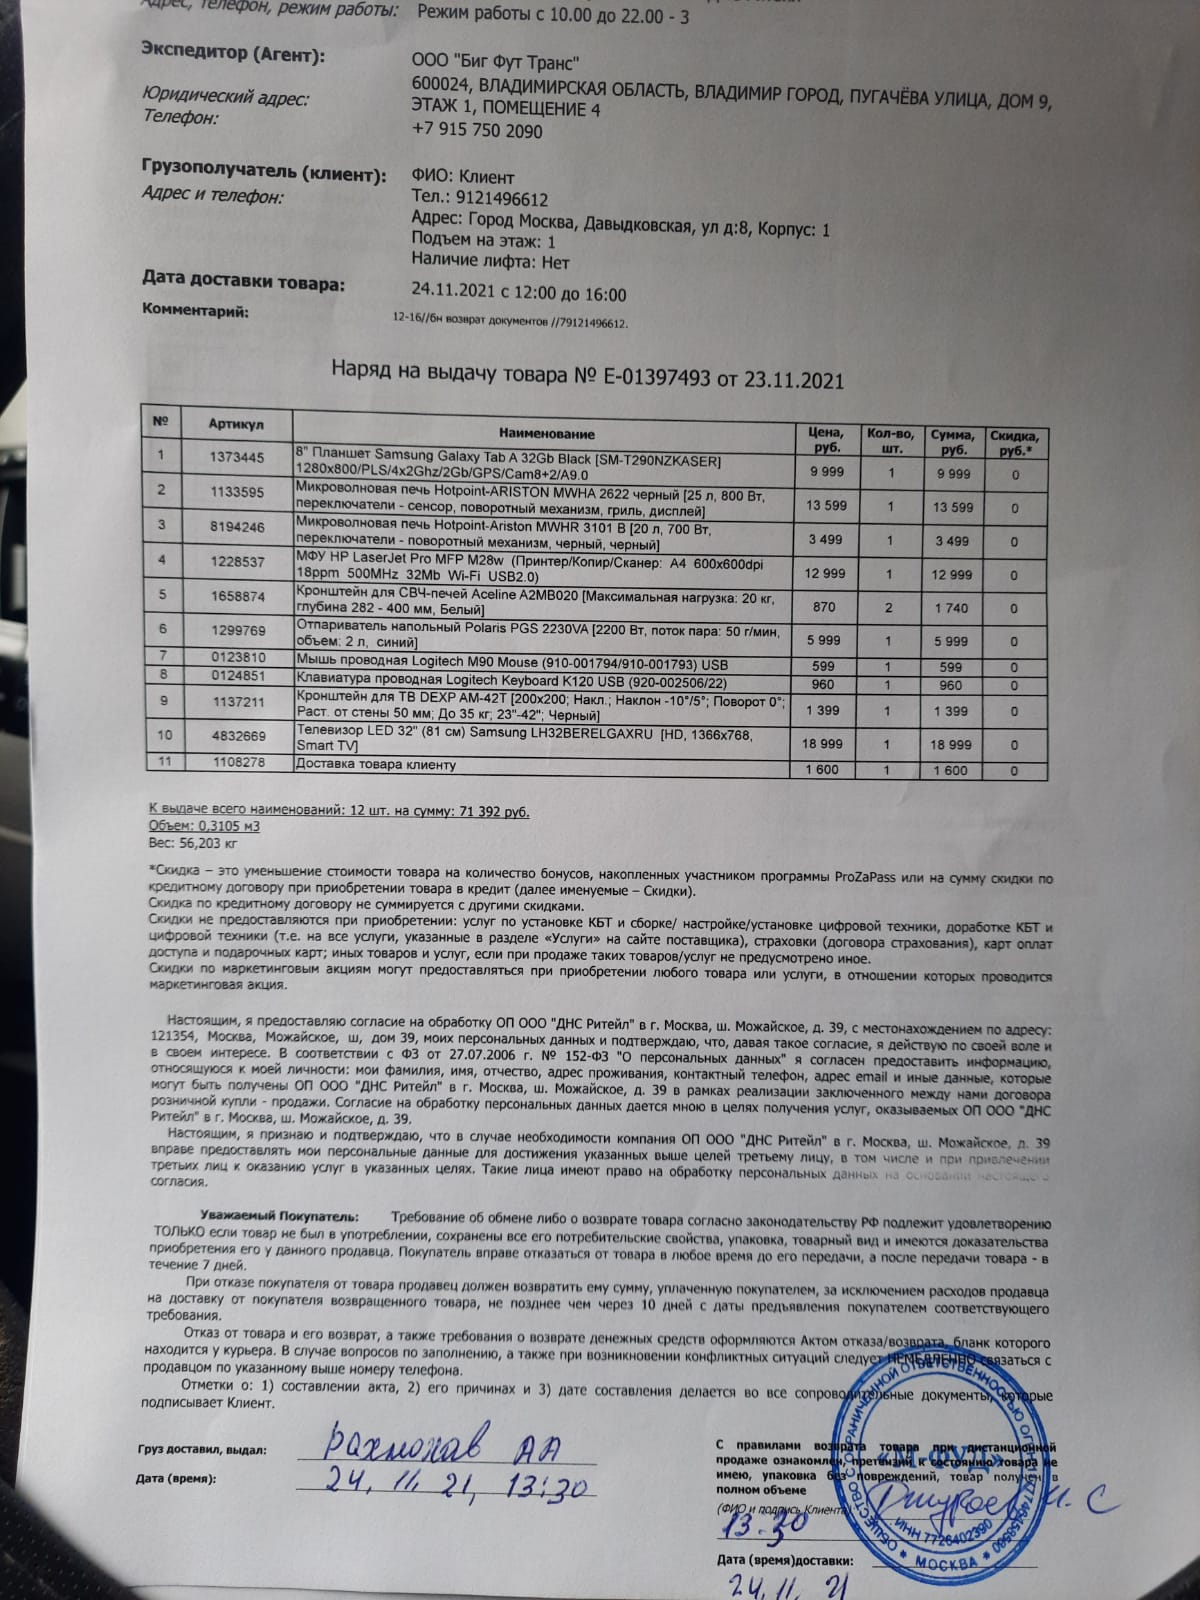 Адрес, телефон, режим работы: Режим работы с 10.00 до 22.00 - 3
Экспедитор (Агент): ООО "Биг Фут Транс"
Юридический адрес: 600024, ВЛАДИМИРСКАЯ ОБЛАСТЬ, ВЛАДИМИР ГОРОД, ПУГАЧЁВА УЛИЦА, ДОМ 9,
ЭТАЖ 1, ПОМЕЩЕНИЕ 4
Телефон: +7 915 750 2090
Грузополучатель (клиент): ФИО: Клиент
Адрес и телефон: Тел.: 9121496612
Адрес: Город Москва, Давыдковская, ул д:8, Корпус: 1
Подъем на этаж: 1
Наличие лифта: Нет
Дата доставки товара: 24.11.2021 с 12:00 до 16:00
Комментарий: 12-16//бн возврат документов //79121496612.
Наряд на выдачу товара № Е-01397493 от 23.11.2021
№ Артикул Наименование Цена, руб. Кол-во, шт. Сумма, руб. Скидка, руб.*
1 1373445 8" Планшет Samsung Galaxy Tab A 32Gb Black [SM-T290NZKASER] 9 999 1 9 999 0
1280x800/PLS/4x2Ghz/2Gb/GPS/Cam8+2/A9.0
2 1133595 Микроволновая печь Hotpoint-ARISTON MWHA 2622 черный [25 л, 800 Вт, 13 599 1 13 599 0
переключатели - сенсор, поворотный механизм, гриль, дисплей]
3 8194246 Микроволновая печь Hotpoint-Ariston MWHR 3101 B [20 л, 700 Вт, 3 499 1 3 499 0
переключатели - поворотный механизм, черный, черный]
4 1228537 МФУ HP LaserJet Pro MFP M28w (Принтер/Копир/Сканер: A4 600x600dpi 12 999 1 12 999 0
18ppm 500MHz 32Mb Wi-Fi USB2.0)
5 1658874 Кронштейн для СВЧ-печей Aceline A2MB020 [Максимальная нагрузка: 20 кг, 870 2 1 740 0
глубина 282 - 400 мм, Белый]
6 1299769 Отпариватель напольный Polaris PGS 2230VA [2200 Вт, поток пара: 50 г/мин, 5 999 1 5 999 0
объем: 2 л, синий]
7 0123810 Мышь проводная Logitech M90 Mouse (910-001794/910-001793) USB 599 1 599 0
8 0124851 Клавиатура проводная Logitech Keyboard K120 USB (920-002506/22) 960 1 960 0
9 1137211 Кронштейн для ТВ DEXP AM-42T [200x200; Накл.; Наклон -10°/5°; Поворот 0°; 1 399 1 1 399 0
Раст. от стены 50 мм; До 35 кг; 23"-42"; Черный]
10 4832669 Телевизор LED 32" (81 см) Samsung LH32BERELGAXRU [HD, 1366x768, 18 999 1 18 999 0
Smart TV]
11 1108278 Доставка товара клиенту 1 600 1 1 600 0
К выдаче всего наименований: 12 шт. на сумму: 71 392 руб.
Объем: 0,3105 м3
Вес: 56,203 кг
*Скидка – это уменьшение стоимости товара на количество бонусов, накопленных участником программы ProZaPass или на сумму скидки по
кредитному договору при приобретении товара в кредит (далее именуемые – Скидки).
Скидка по кредитному договору не суммируется с другими скидками.
Скидки не предоставляются при приобретении: услуг по установке КБТ и сборке/ настройке/установке цифровой техники, доработке КБТ и
цифровой техники (т.е. на все услуги, указанные в разделе «Услуги» на сайте поставщика), страховки (договора страхования), карт оплат
доступа и подарочных карт; иных товаров и услуг, если при продаже таких товаров/услуг не предусмотрено иное.
Скидки по маркетинговым акциям могут предоставляться при приобретении любого товара или услуги, в отношении которых проводится
маркетинговая акция.
Настоящим, я предоставляю согласие на обработку ОП ООО "ДНС Ритейл" в г. Москва, ш. Можайское, д. 39, с местонахождением по адресу:
121354, Москва, Можайское, ш, дом 39, моих персональных данных и подтверждаю, что, давая такое согласие, я действую по своей воле и
в своем интересе. В соответствии с ФЗ от 27.07.2006 г. № 152-ФЗ "О персональных данных" я согласен предоставить информацию,
относящуюся к моей личности: мои фамилия, имя, отчество, адрес проживания, контактный телефон, адрес email и иные данные, которые
могут быть получены ОП ООО "ДНС Ритейл" в г. Москва, ш. Можайское, д. 39 в рамках реализации заключенного между нами договора
розничной купли - продажи. Согласие на обработку персональных данных дается мною в целях получения услуг, оказываемых ОП ООО "ДНС
Ритейл" в г. Москва, ш. Можайское, д. 39.
Настоящим, я признаю и подтверждаю, что в случае необходимости компания ОП ООО "ДНС Ритейл" в г. Москва, ш. Можайское, д. 39
вправе предоставлять мои персональные данные для достижения указанных выше целей третьему лицу, в том числе и при привлечении
третьих лиц к оказанию услуг в указанных целях. Такие лица имеют право на обработку персональных данных на основании настоящего
согласия.
Уважаемый Покупатель: Требование об обмене либо о возврате товара согласно законодательству РФ подлежит удовлетворению
ТОЛЬКО если товар не был в употреблении, сохранены все его потребительские свойства, упаковка, товарный вид и имеются доказательства
приобретения его у данного продавца. Покупатель вправе отказаться от товара в любое время до его передачи, а после передачи товара - в
течение 7 дней.
При отказе покупателя от товара продавец должен возвратить ему сумму, уплаченную покупателем, за исключением расходов продавца
на доставку от покупателя возвращенного товара, не позднее чем через 10 дней с даты предъявления покупателем соответствующего
требования.
Отказ от товара и его возврат, а также требования о возврате денежных средств оформляются Актом отказа/возврата, бланк которого
находится у курьера. В случае вопросов по заполнению, а также при возникновении конфликтных ситуаций следует НЕМЕДЛЕННО связаться с
продавцом по указанному выше номеру телефона.
Отметки о: 1) составлении акта, 2) его причинах и 3) дате составления делается во все сопроводительные документы, которые
подписывает Клиент.
Груз доставил, выдал: Рахмонав АА
Дата (время): 24.11.21, 13:30
С правилами возврата товара при дистанционной
продаже ознакомлен, претензий к состоянию товара не
имею, упаковка без повреждений, товар получен в
полном объеме
(ФИО и подпись Клиента)
13.30
Дата (время)доставки:
24.11.21
ОБЩЕСТВО С ОГРАНИЧЕННОЙ ОТВЕТСТВЕННОСТЬЮ
«М-ФУД»
ИНН 7726402390
* МОСКВА *